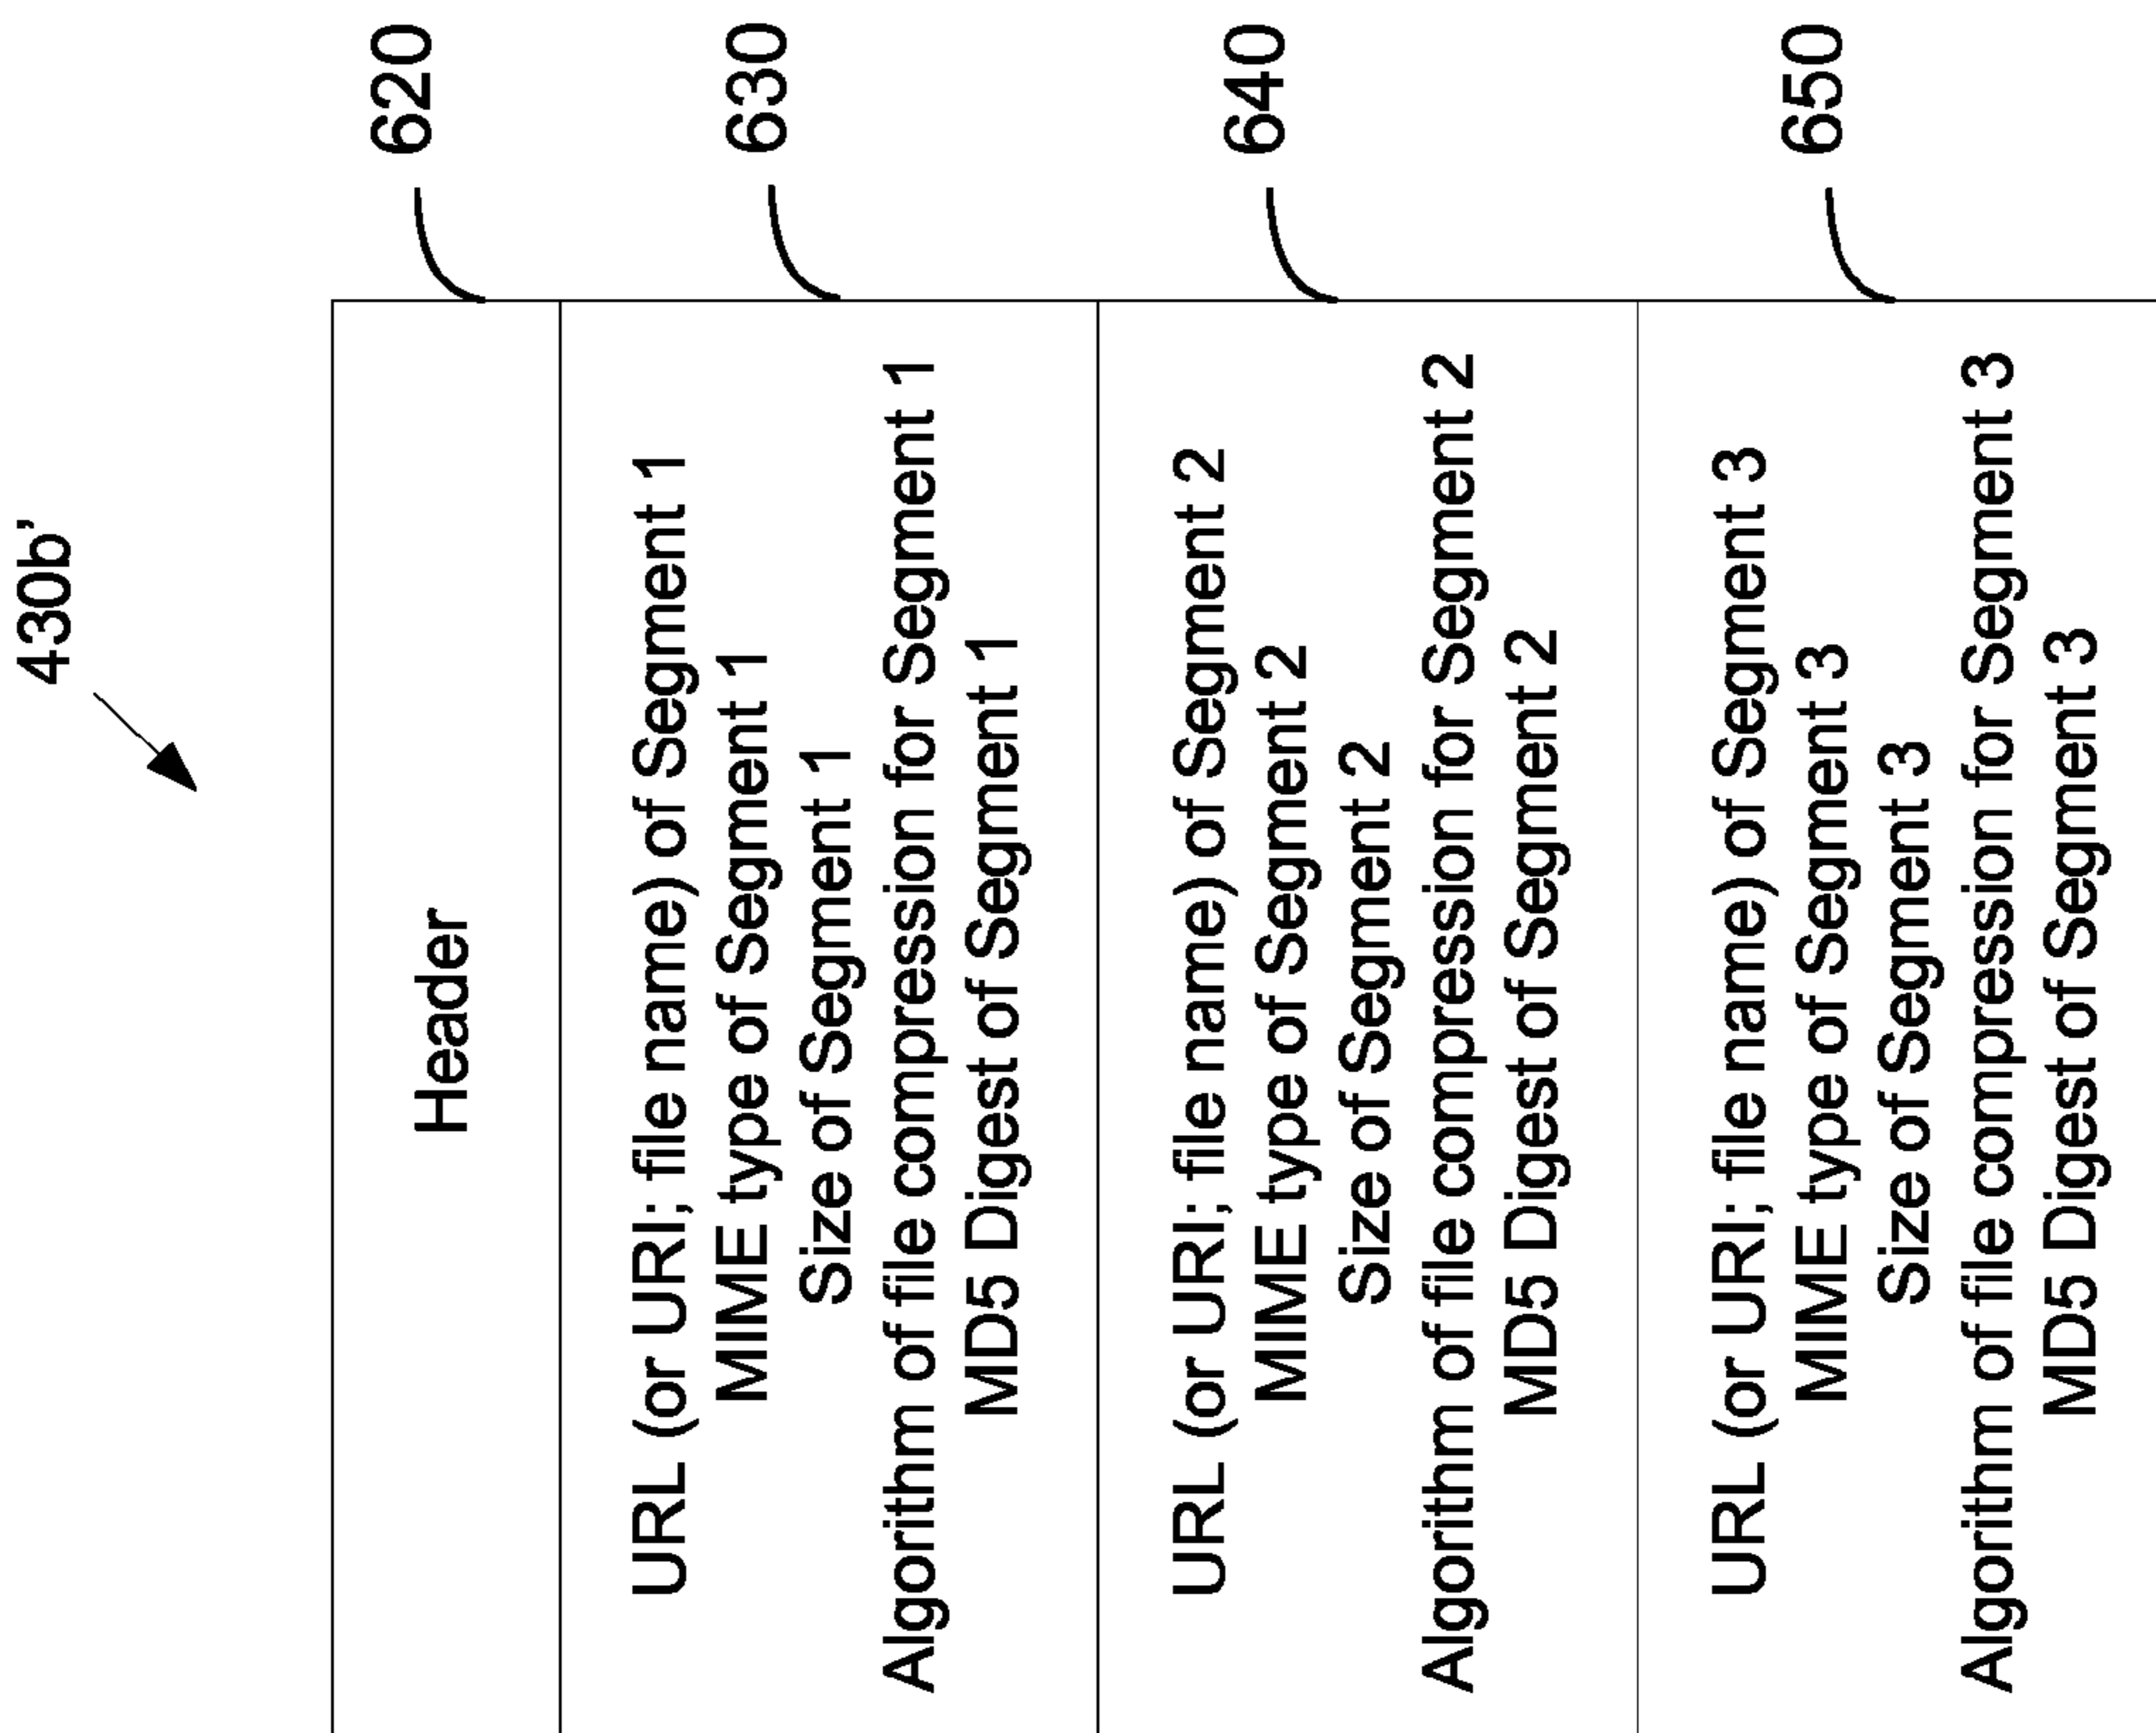 430b'
Header
620
URL (or URI; file name) of Segment 1
MIME type of Segment 1
Size of Segment 1
Algorithm of file compression for Segment 1
MD5 Digest of Segment 1
630
URL (or URI; file name) of Segment 2
MIME type of Segment 2
Size of Segment 2
Algorithm of file compression for Segment 2
MD5 Digest of Segment 2
640
URL (or URI; file name) of Segment 3
MIME type of Segment 3
Size of Segment 3
Algorithm of file compression for Segment 3
MD5 Digest of Segment 3
650